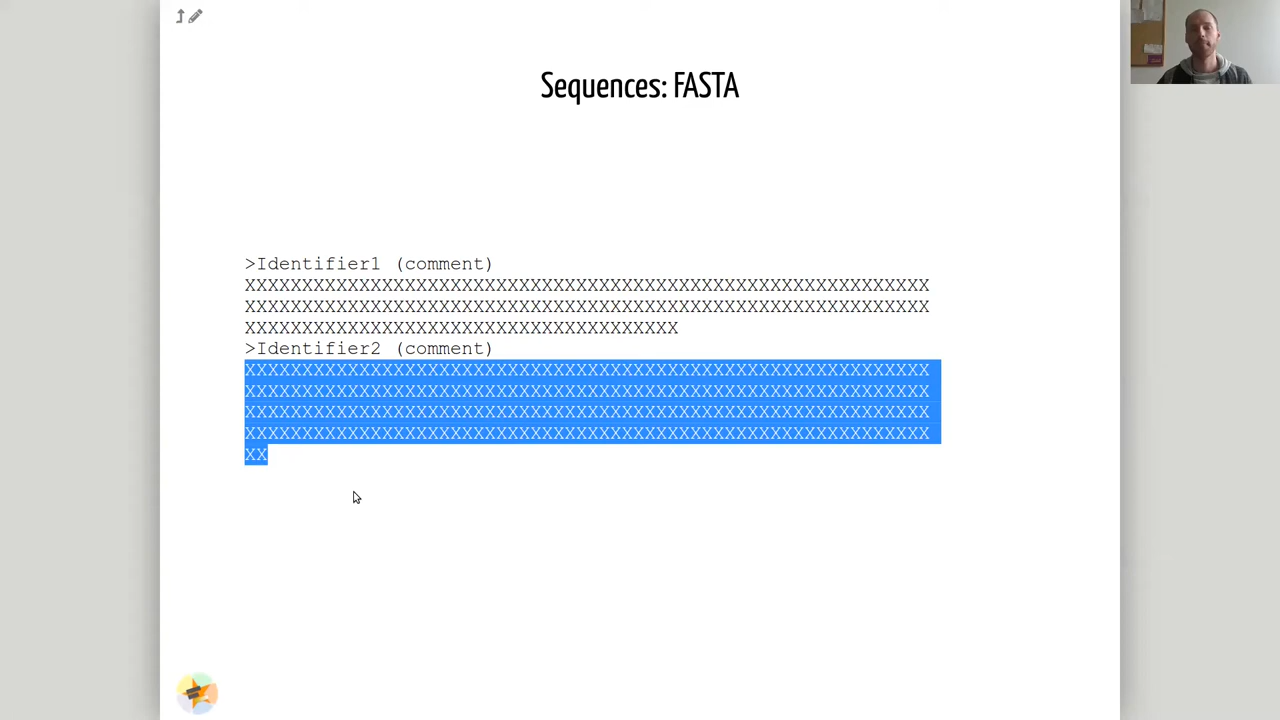 Sequences: FASTA
>Identifier1 (comment)
XXXXXXXXXXXXXXXXXXXXXXXXXXXXXXXXXXXXXXXXXXXXXXXXXXXXXXXXXXXX
XXXXXXXXXXXXXXXXXXXXXXXXXXXXXXXXXXXXXXXXXXXXXXXXXXXXXXXXXXXX
XXXXXXXXXXXXXXXXXXXXXXXXXXXXXXXXXXXXXX
>Identifier2 (comment)
XXXXXXXXXXXXXXXXXXXXXXXXXXXXXXXXXXXXXXXXXXXXXXXXXXXXXXXXXXXX
XXXXXXXXXXXXXXXXXXXXXXXXXXXXXXXXXXXXXXXXXXXXXXXXXXXXXXXXXXXX
XXXXXXXXXXXXXXXXXXXXXXXXXXXXXXXXXXXXXXXXXXXXXXXXXXXXXXXXXXXX
XXXXXXXXXXXXXXXXXXXXXXXXXXXXXXXXXXXXXXXXXXXXXXXXXXXXXXXXXXXX
XX